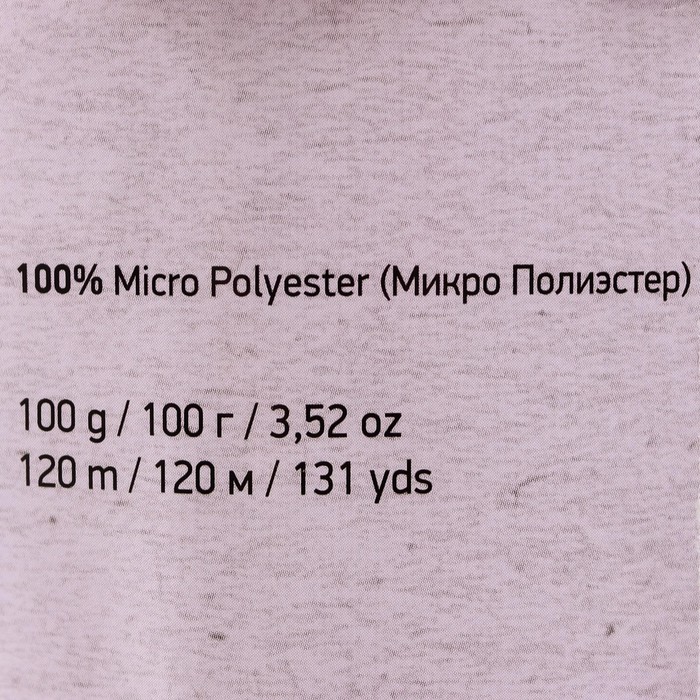 100% Micro Polyester (Микро Полиэстер)
100 g / 100 г / 3,52 oz
120 m / 120 м / 131 yds